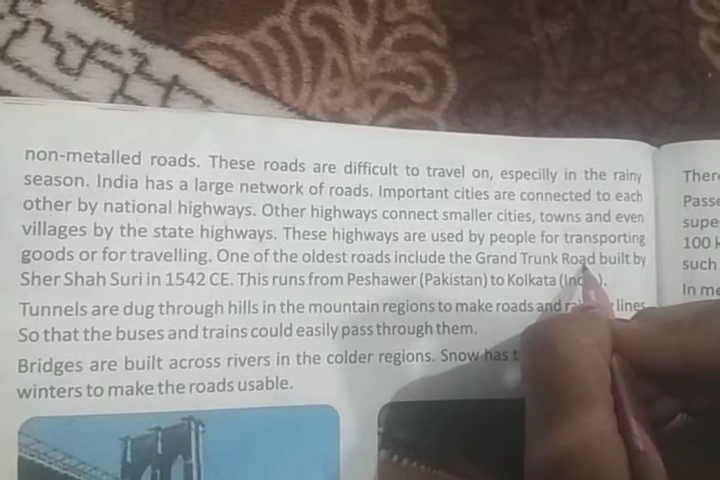 non-metalled roads. These roads are difficult to travel on, especilly in the rainy
season. India has a large network of roads. Important cities are connected to each
other by national highways. Other highways connect smaller cities, towns and even
villages by the state highways. These highways are used by people for transporting
goods or for travelling. One of the oldest roads include the Grand Trunk Road built by
Sher Shah Suri in 1542 CE. This runs from Peshawer (Pakistan) to Kolkata
Tunnels are dug through hills in the mountain regions to make roads and lines
So that the buses and trains could easily pass through them.
Bridges are built across rivers in the colder regions. Snow has
winters to make the roads usable.
supe
100
such
In